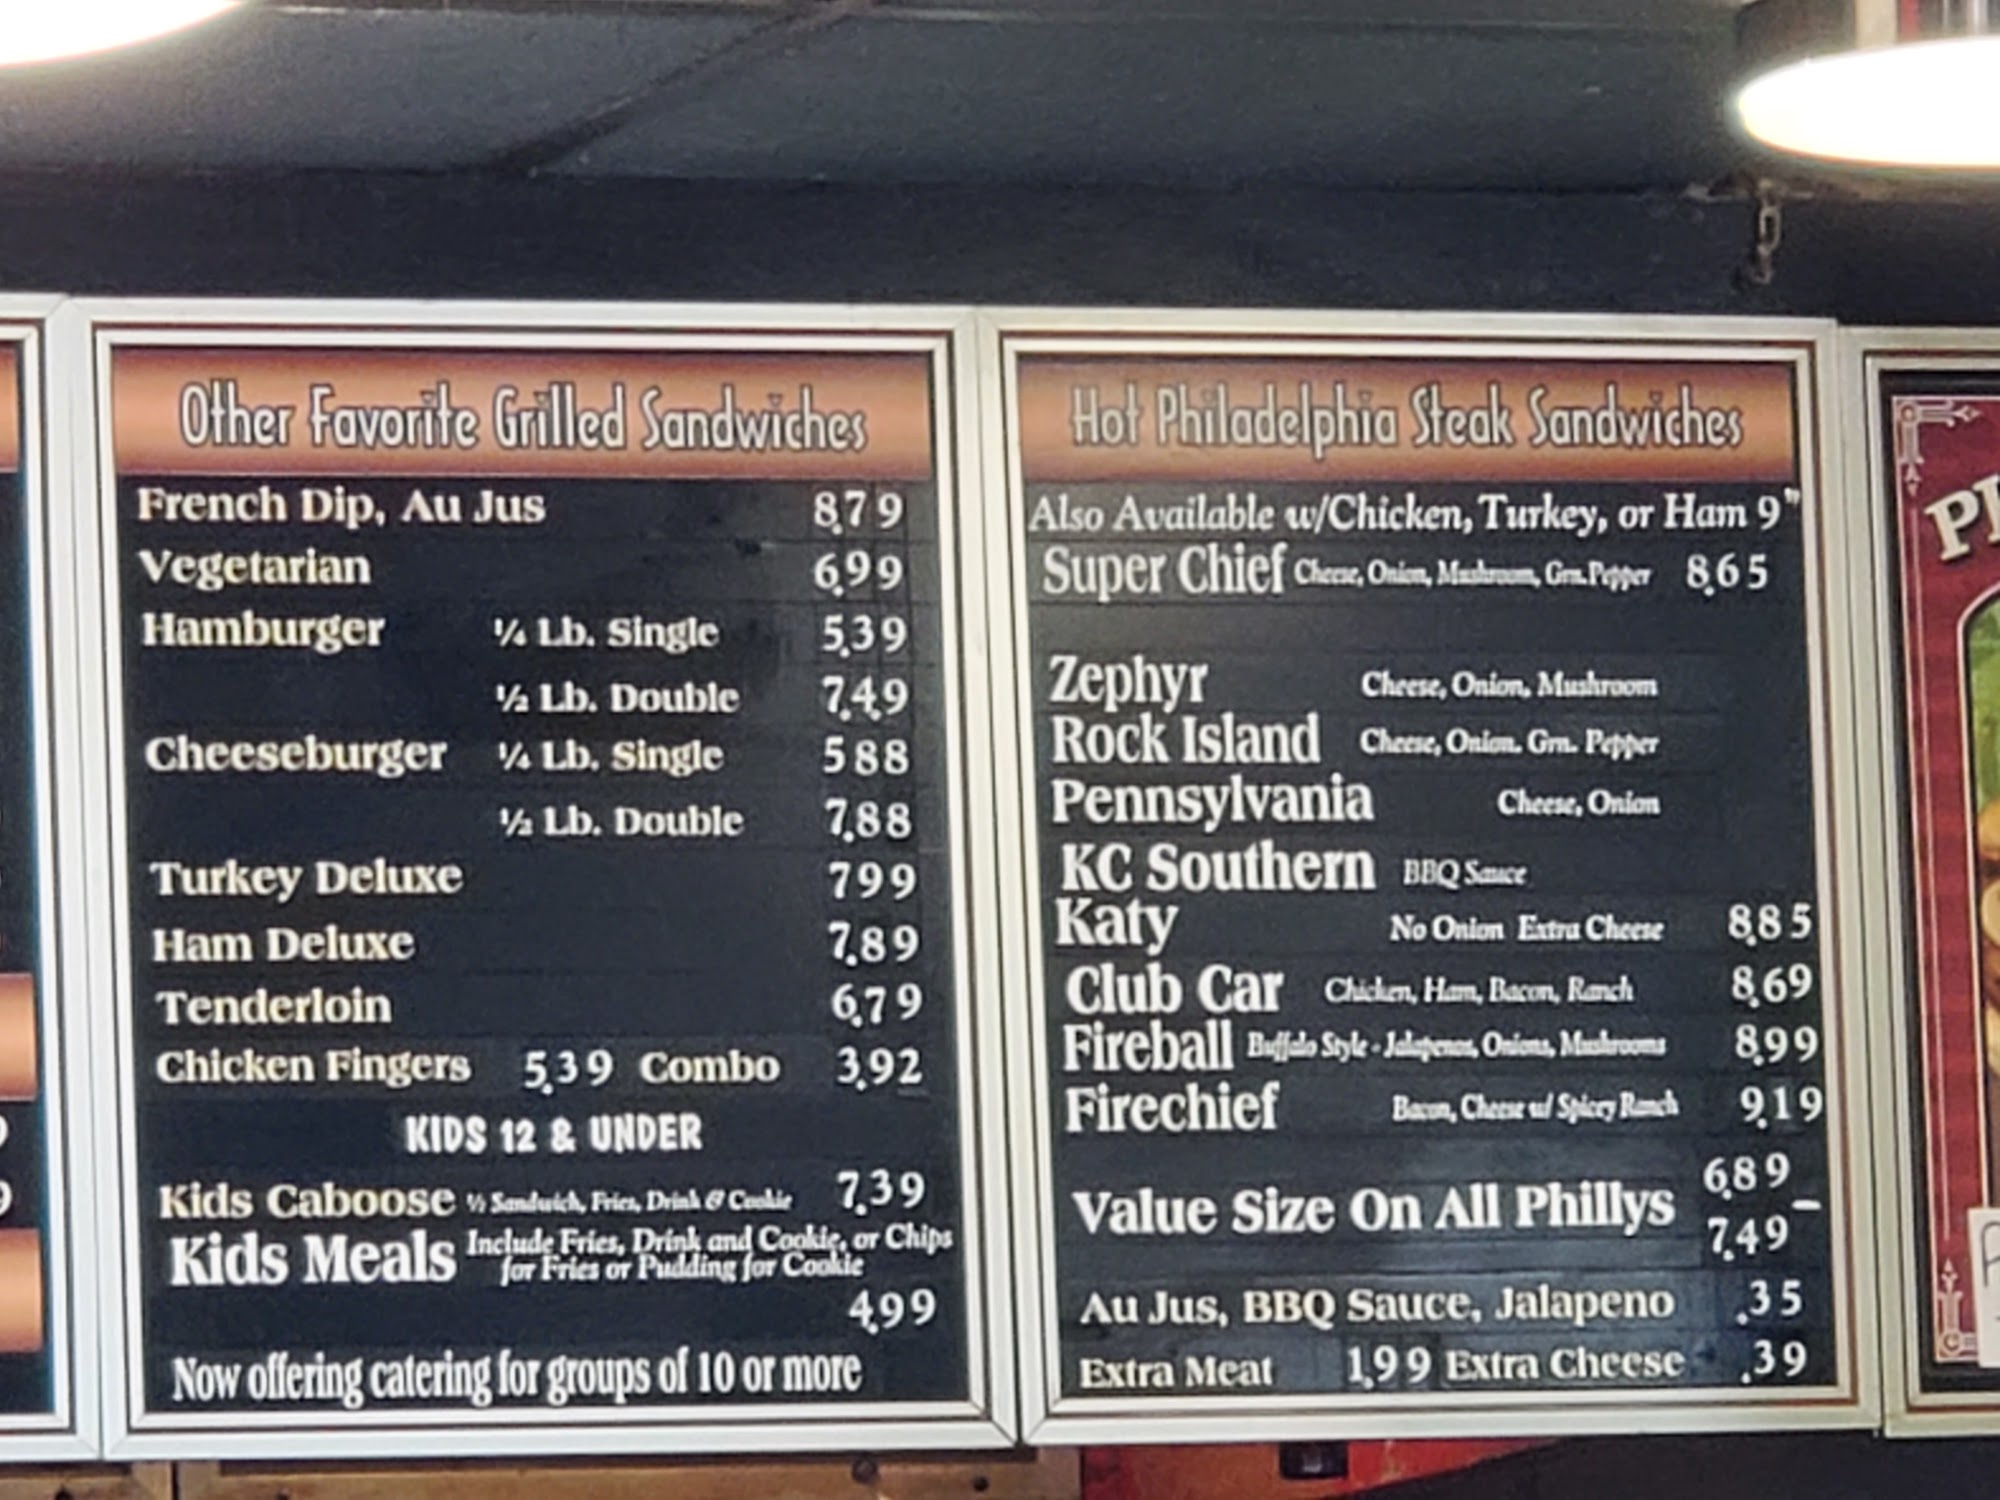 Other Favorite Grilled Sandwiches
French Dip, Au Jus 8.79
Vegetarian 6.99
Hamburger ¼ Lb. Single 5.39
½ Lb. Double 7.49
Cheeseburger ¼ Lb. Single 5 88
½ Lb. Double 7.88
Turkey Deluxe 7 99
Ham Deluxe 7.89
Tenderloin 6.79
Chicken Fingers 5.39 Combo 3.92
KIDS 12 & UNDER
Kids Caboose ½ Sandwich, Fries, Drink & Cookie 7.39
Kids Meals Include Fries, Drink and Cookie, or Chips
for Fries or Pudding for Cookie
4.99
Now offering catering for groups of 10 or more
Hot Philadelphia Steak Sandwiches
Also Available w/Chicken, Turkey, or Ham 9"
Super Chief Cheese, Onion, Mushroom, Grn.Pepper 8.65
Zephyr Cheese, Onion, Mushroom
Rock Island Cheese, Onion. Grn. Pepper
Pennsylvania Cheese, Onion
KC Southern BBQ Sauce
Katy No Onion Extra Cheese 8.85
Club Car Chicken, Ham, Bacon, Ranch 8.69
Fireball Buffalo Style - Jalapenos, Onions, Mushrooms 8.99
Firechief Bacon, Cheese w/ Spicey Ranch 9.19
Value Size On All Phillys 6.89 –
7.49
Au Jus, BBQ Sauce, Jalapeno .35
Extra Meat 1.99 Extra Cheese .39